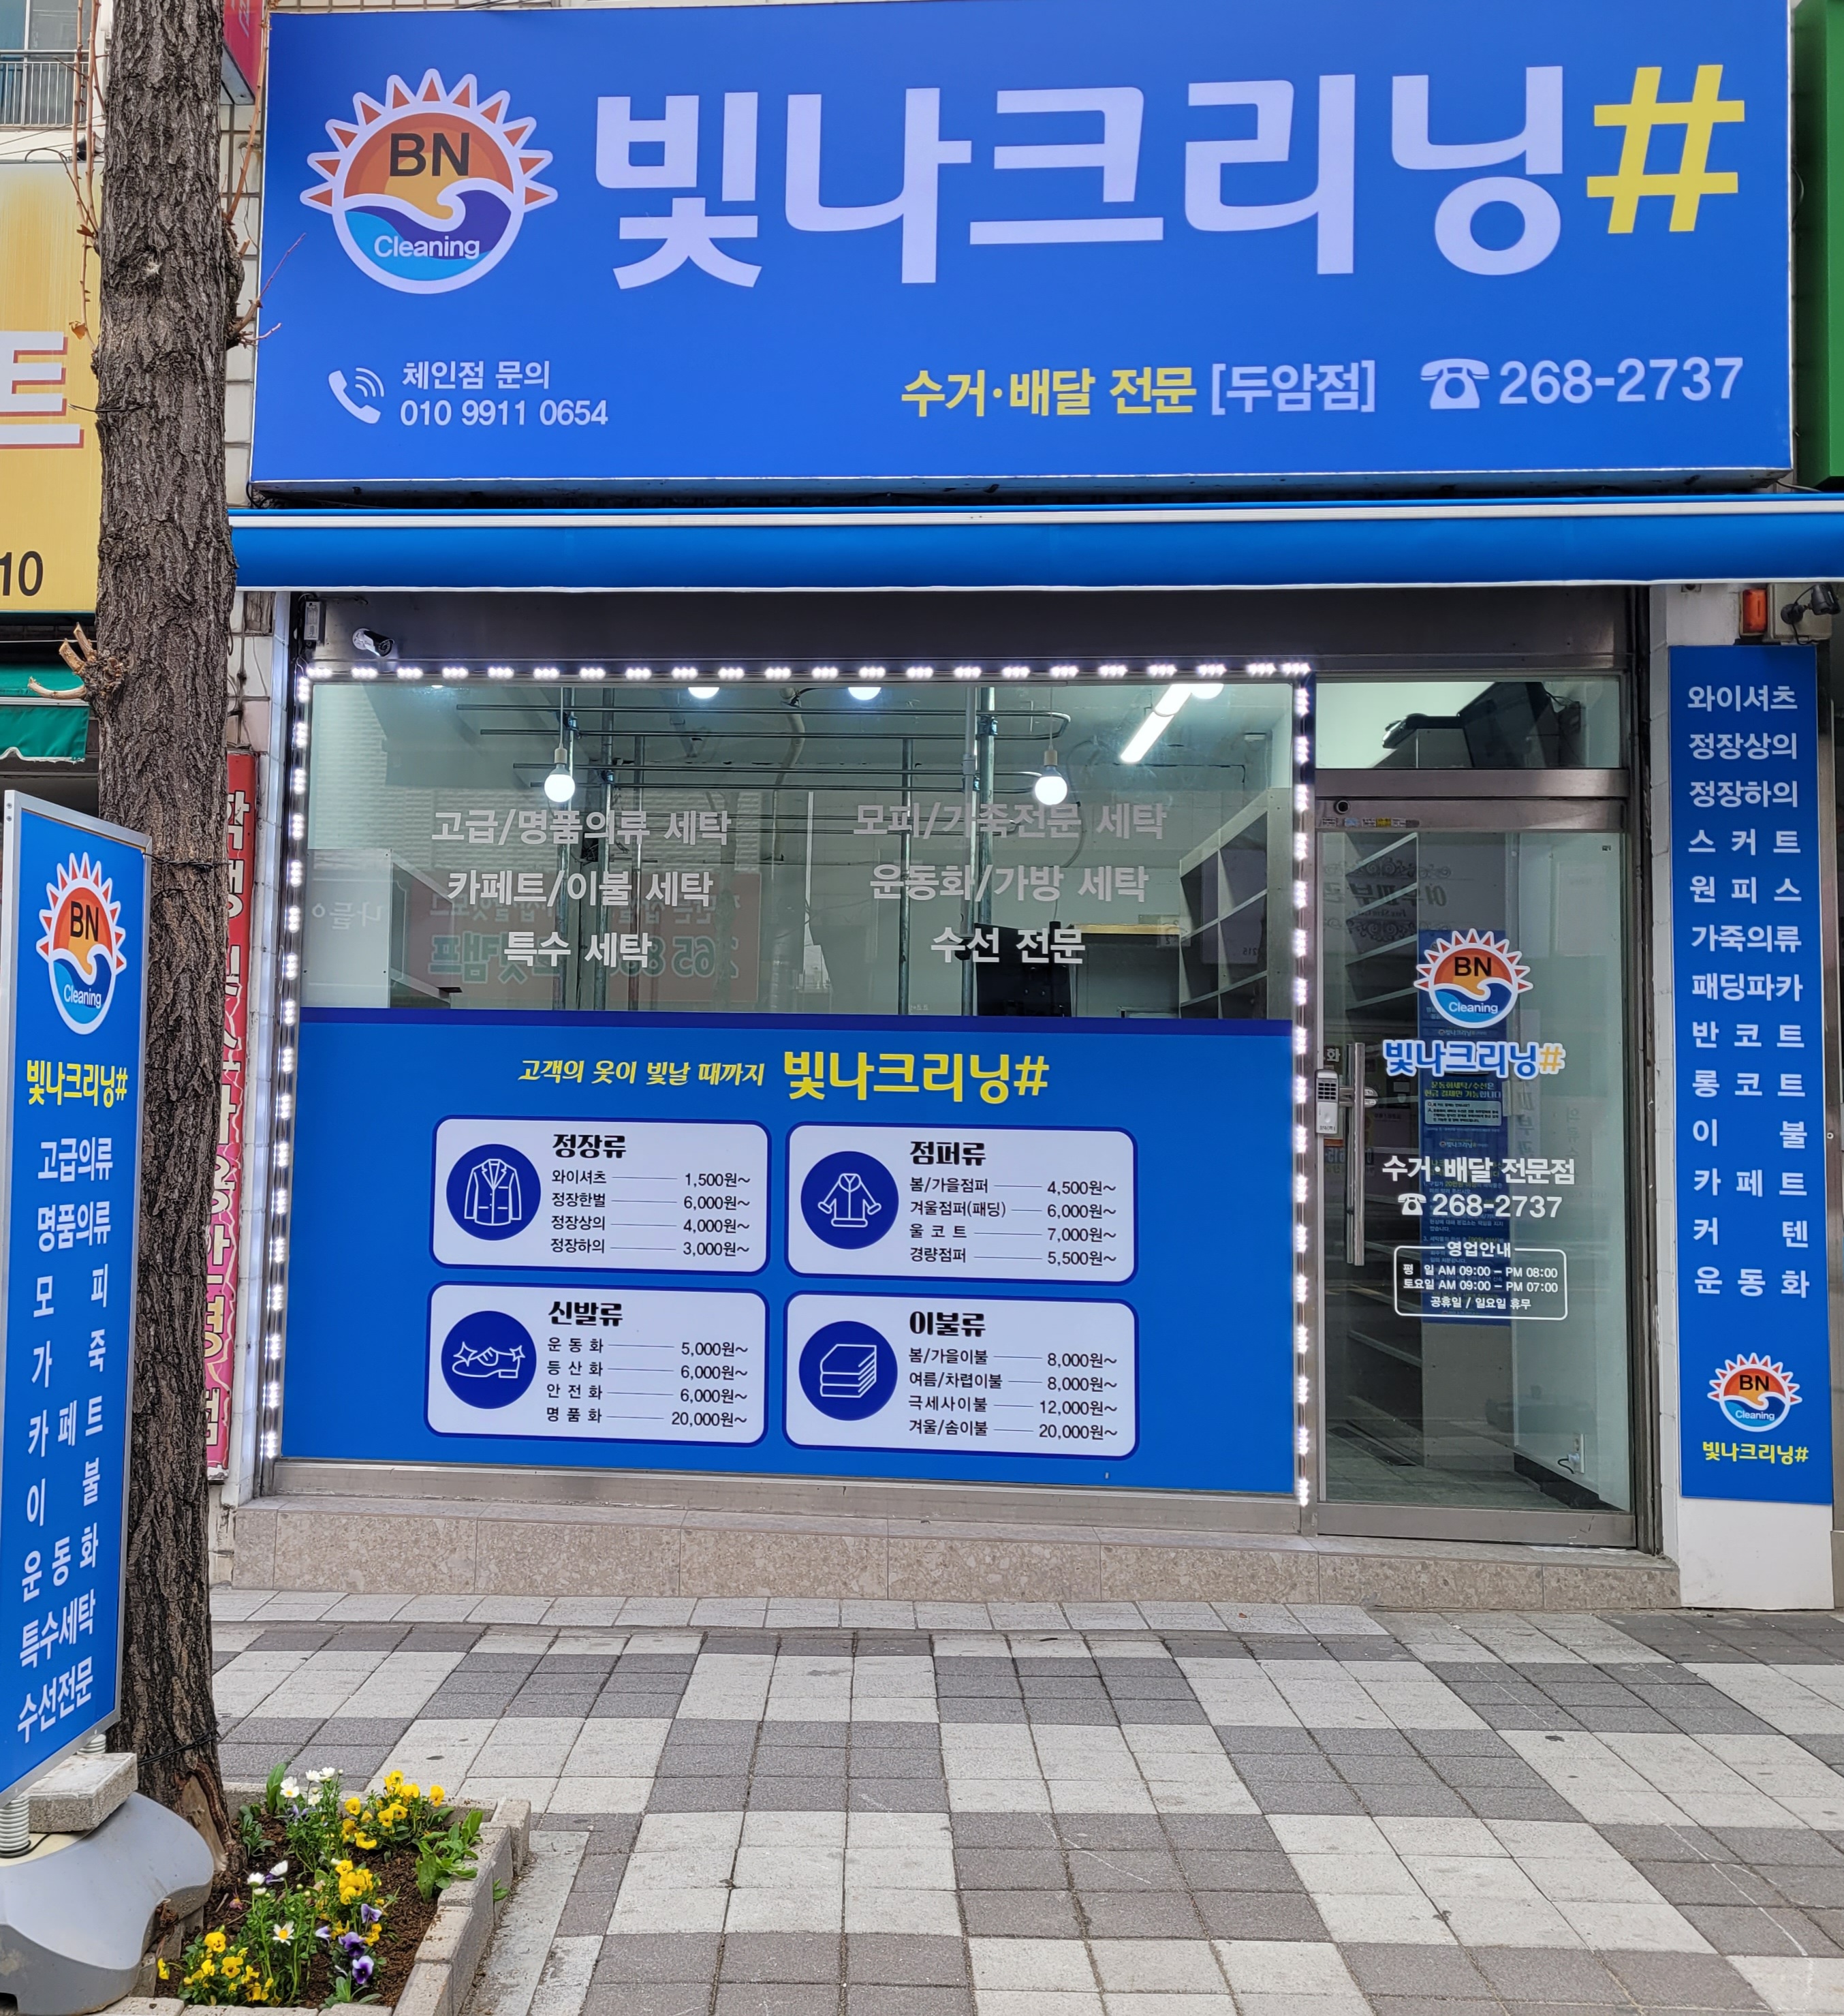 BN
Cleaning
빛나크리닝#
체인점 문의
010 9911 0654
수거·배달 전문 [두암점] 268-2737
10
고급/명품의류 세탁
카페트/이불 세탁
특수 세탁
모피/가죽전문 세탁
운동화/가방 세탁
수선 전문
고객의 옷이 빛날 때까지 빛나크리닝#
정장류
와이셔츠 1,500원~
정장한벌 6,000원~
정장상의 4,000원~
정장하의 3,000원~
점퍼류
봄/가을점퍼 4,500원~
겨울점퍼(패딩) 6,000원~
울 코 트 7,000원~
경량점퍼 5,500원~
신발류
운 동 화 5,000원~
등 산 화 6,000원~
안 전 화 6,000원~
명 품 화 20,000원~
이불류
봄/가을이불 8,000원~
여름/차렵이불 8,000원~
극세사이불 12,000원~
겨울/솜이불 20,000원~
BN
Cleaning
빛나크리닝#
수거·배달 전문점
268-2737
영업안내
평 일 AM 09:00 - PM 08:00
토요일 AM 09:00 - PM 07:00
공휴일 / 일요일 휴무
와이셔츠
정장상의
정장하의
스 커 트
원 피 스
가죽의류
패딩파카
반 코 트
롱 코 트
이 불
카 페 트
커 텐
운 동 화
BN
Cleaning
빛나크리닝#
BN
Cleaning
빛나크리닝#
고급의류
명품의류
모 피
가 죽
카 페 트
이 불
운 동 화
특수세탁
수선전문